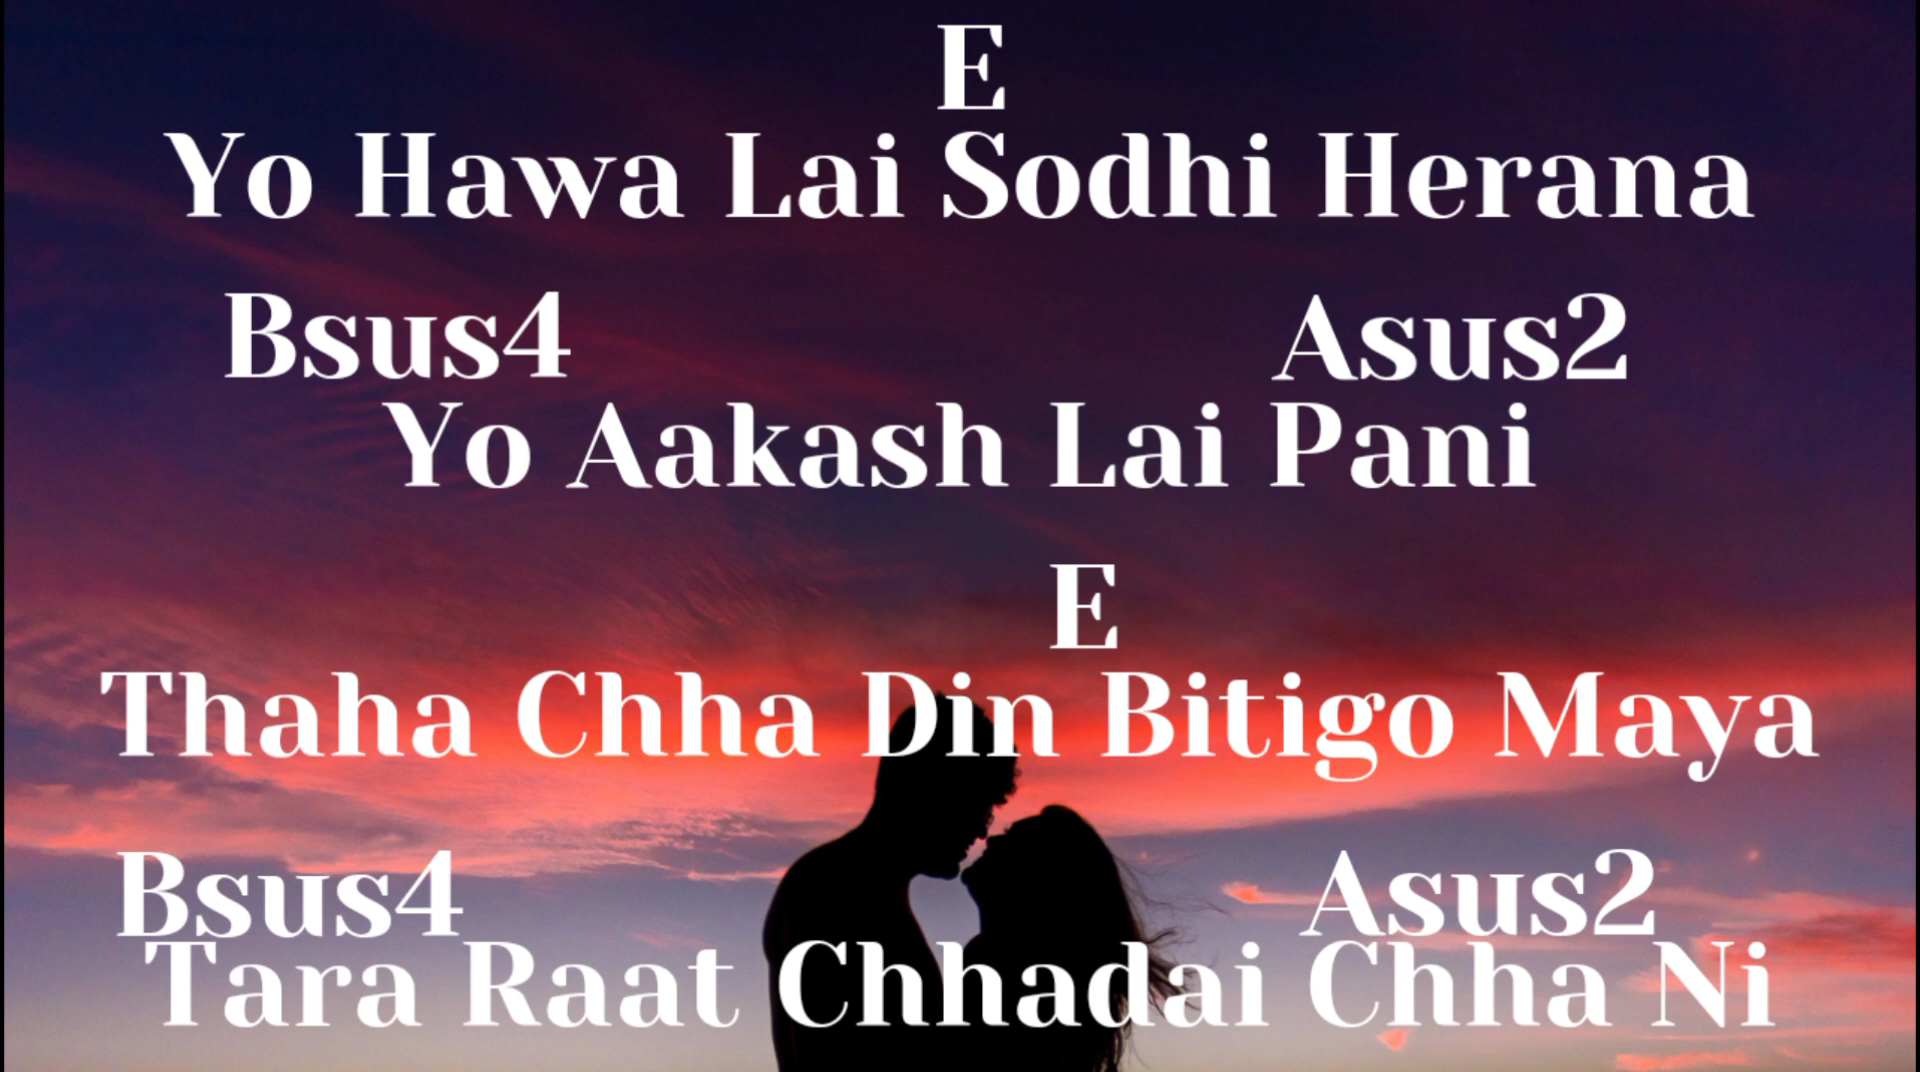 E
Yo Hawa Lai Sodhi Herana
Bsus4 Asus2
Yo Aakash Lai Pani
E
Thaha Chha Din Bitigo Maya
Bsus4 Asus2
Tara Raat Chhadai Chha Ni